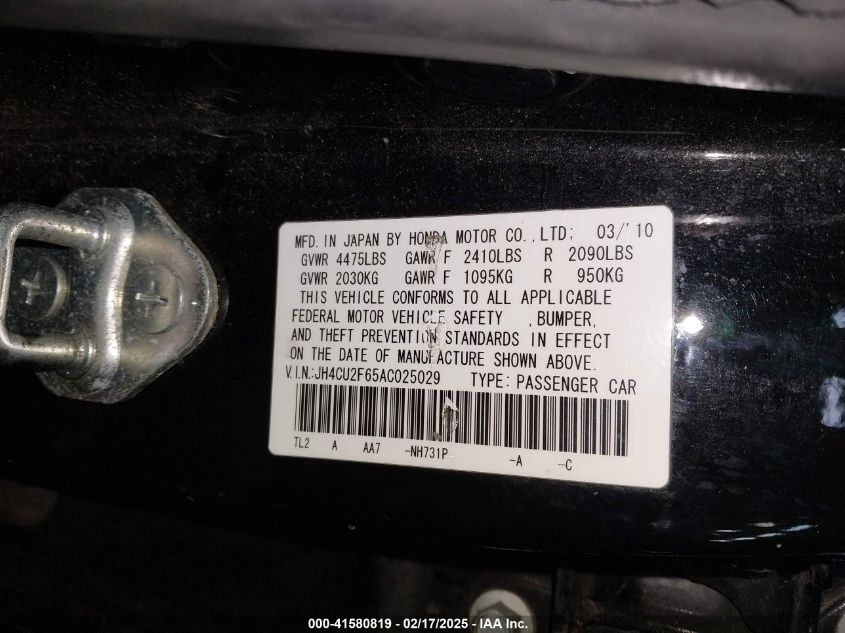 MFD. IN JAPAN BY HONDA MOTOR CO.,LTD; 03/'10
GVWR 4475LBS GAWR F 2410LBS R 2090LBS
GVWR 2030KG GAWR F 1095KG R 950KG
THIS VEHICLE CONFORMS TO ALL APPLICABLE
FEDERAL MOTOR VEHICLE SAFETY ,BUMPER,
AND THEFT PREVENTION STANDARDS IN EFFECT
ON THE DATE OF MANUFACTURE SHOWN ABOVE.
V.I.N.:JH4CU2F65AC025029 TYPE: PASSENGER CAR
TL2 A AA7 -NH731P -A -C
000-41580819 - 02/17/2025 - IAA Inc.